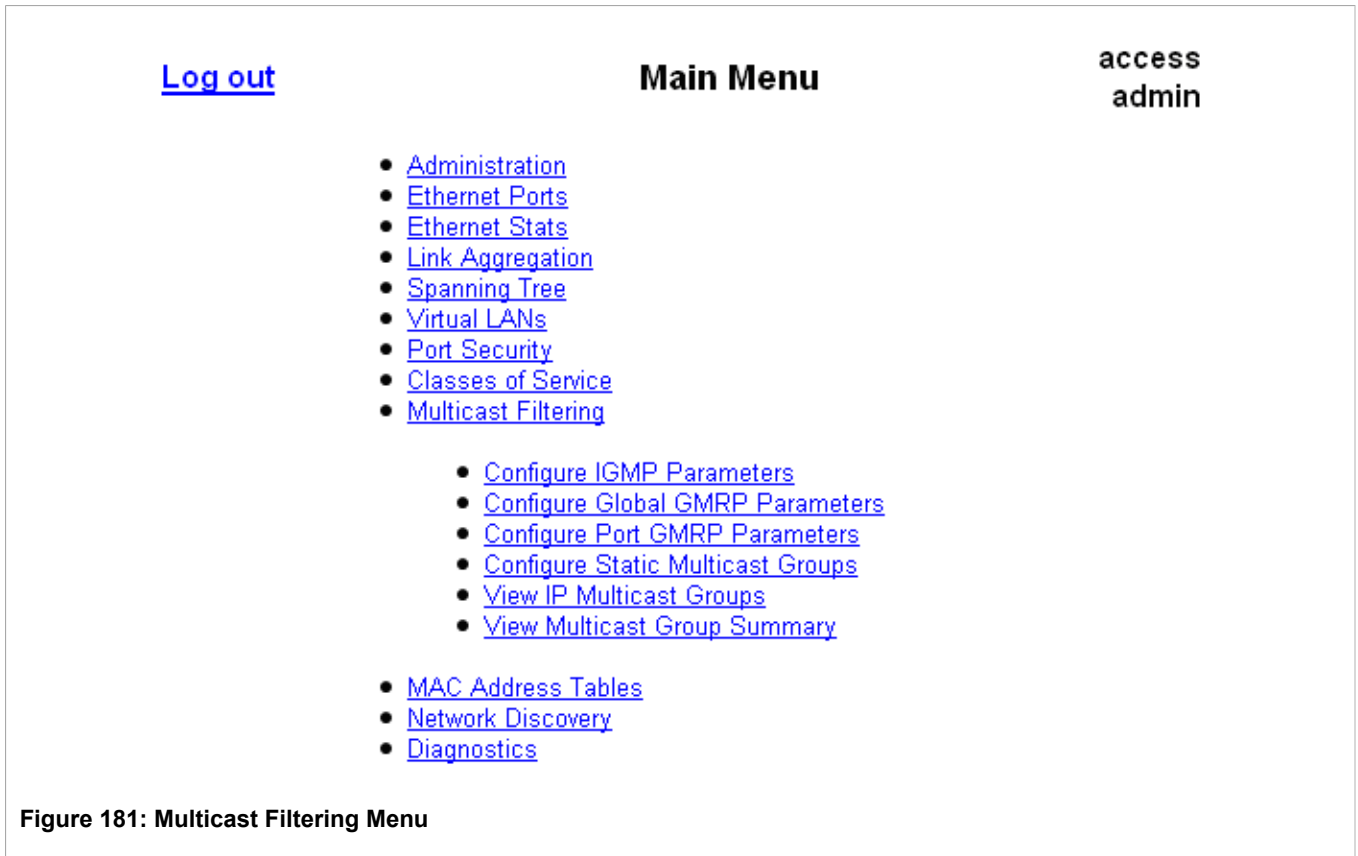 Log out
Main Menu
access
admin
Administration
Ethernet Ports
Ethernet Stats
Link Aggregation
Spanning Tree
Virtual LANs
Port Security
Classes of Service
Multicast Filtering
Configure IGMP Parameters
Configure Global GMRP Parameters
Configure Port GMRP Parameters
Configure Static Multicast Groups
View IP Multicast Groups
View Multicast Group Summary
MAC Address Tables
Network Discovery
Diagnostics
Figure 181: Multicast Filtering Menu